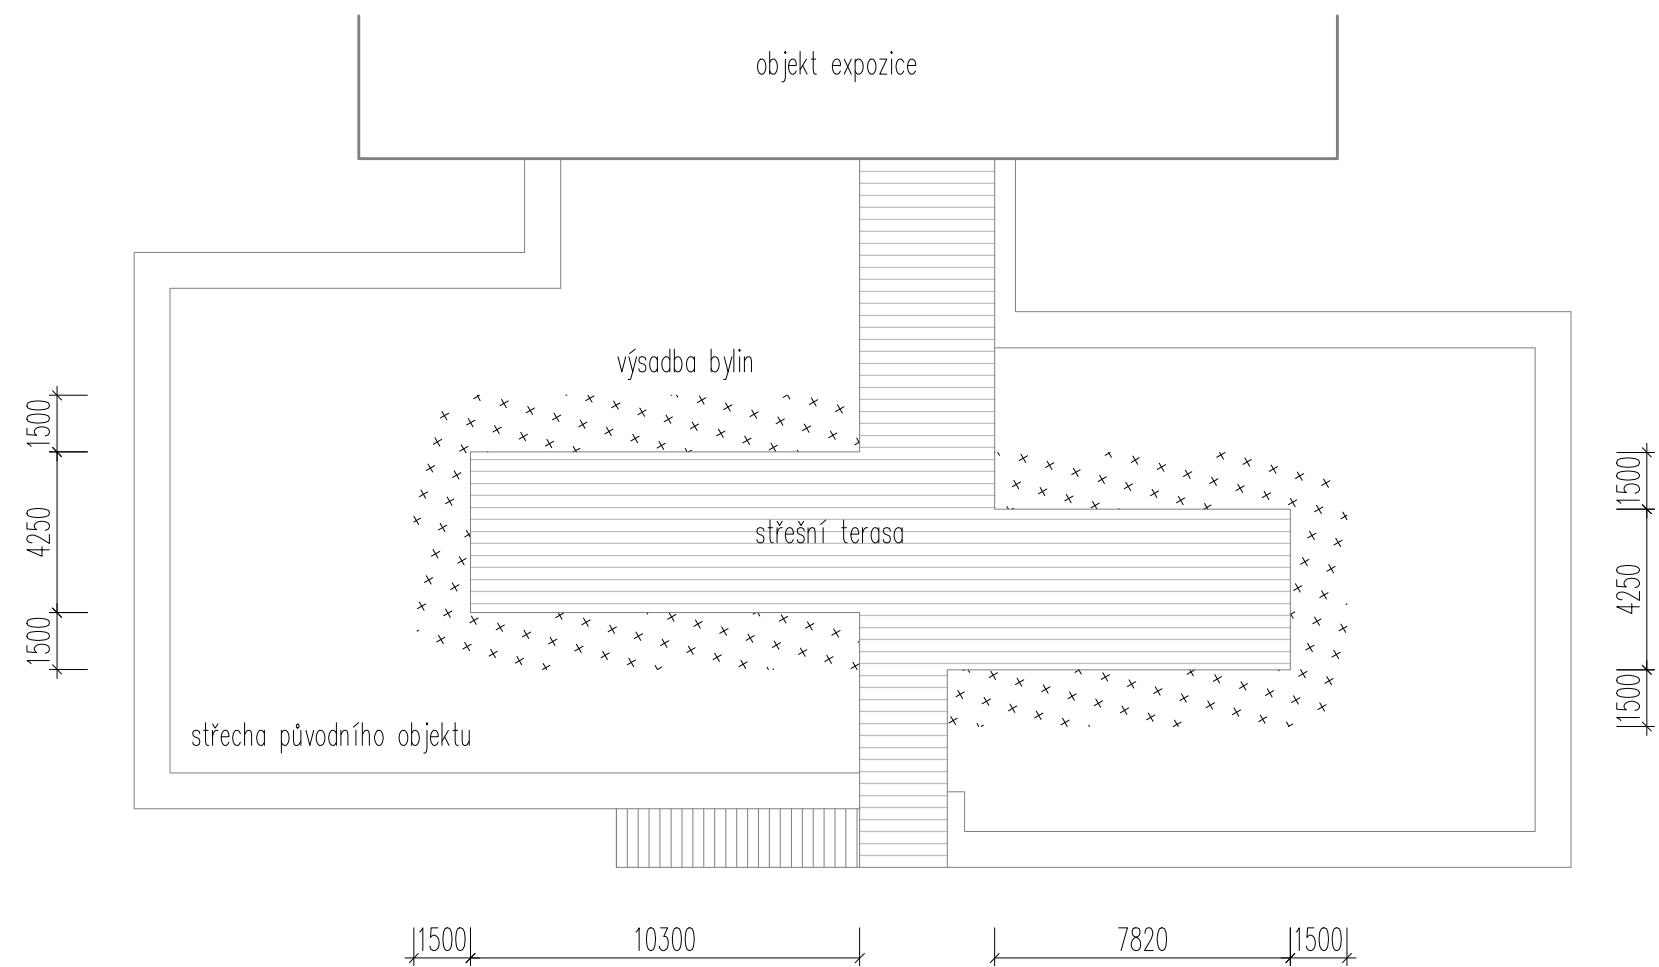 objekt expozice
výsadba bylin
1500
4250
1500
střešní terasa
1500
4250
1500
střecha původního objektu
1500
10300
7820
1500